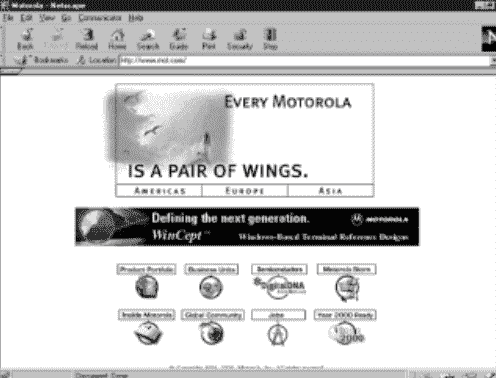 Motorola - Netscape
File Edit View Go Communicator Help
Back Reload Home Search Guide Print Security Stop
Bookmarks Location: http://www.mot.com/
EVERY MOTOROLA
IS A PAIR OF WINGS.
AMERICAS EUROPE ASIA
Defining the next generation. MOTOROLA
WinCept™ Windows-Based Terminal Reference Designs
Product Portfolio Business Units Semiconductors Motorola Store
DigitalDNA
Inside Motorola Global Community Jobs Year 2000 Ready
2000
Document: Done